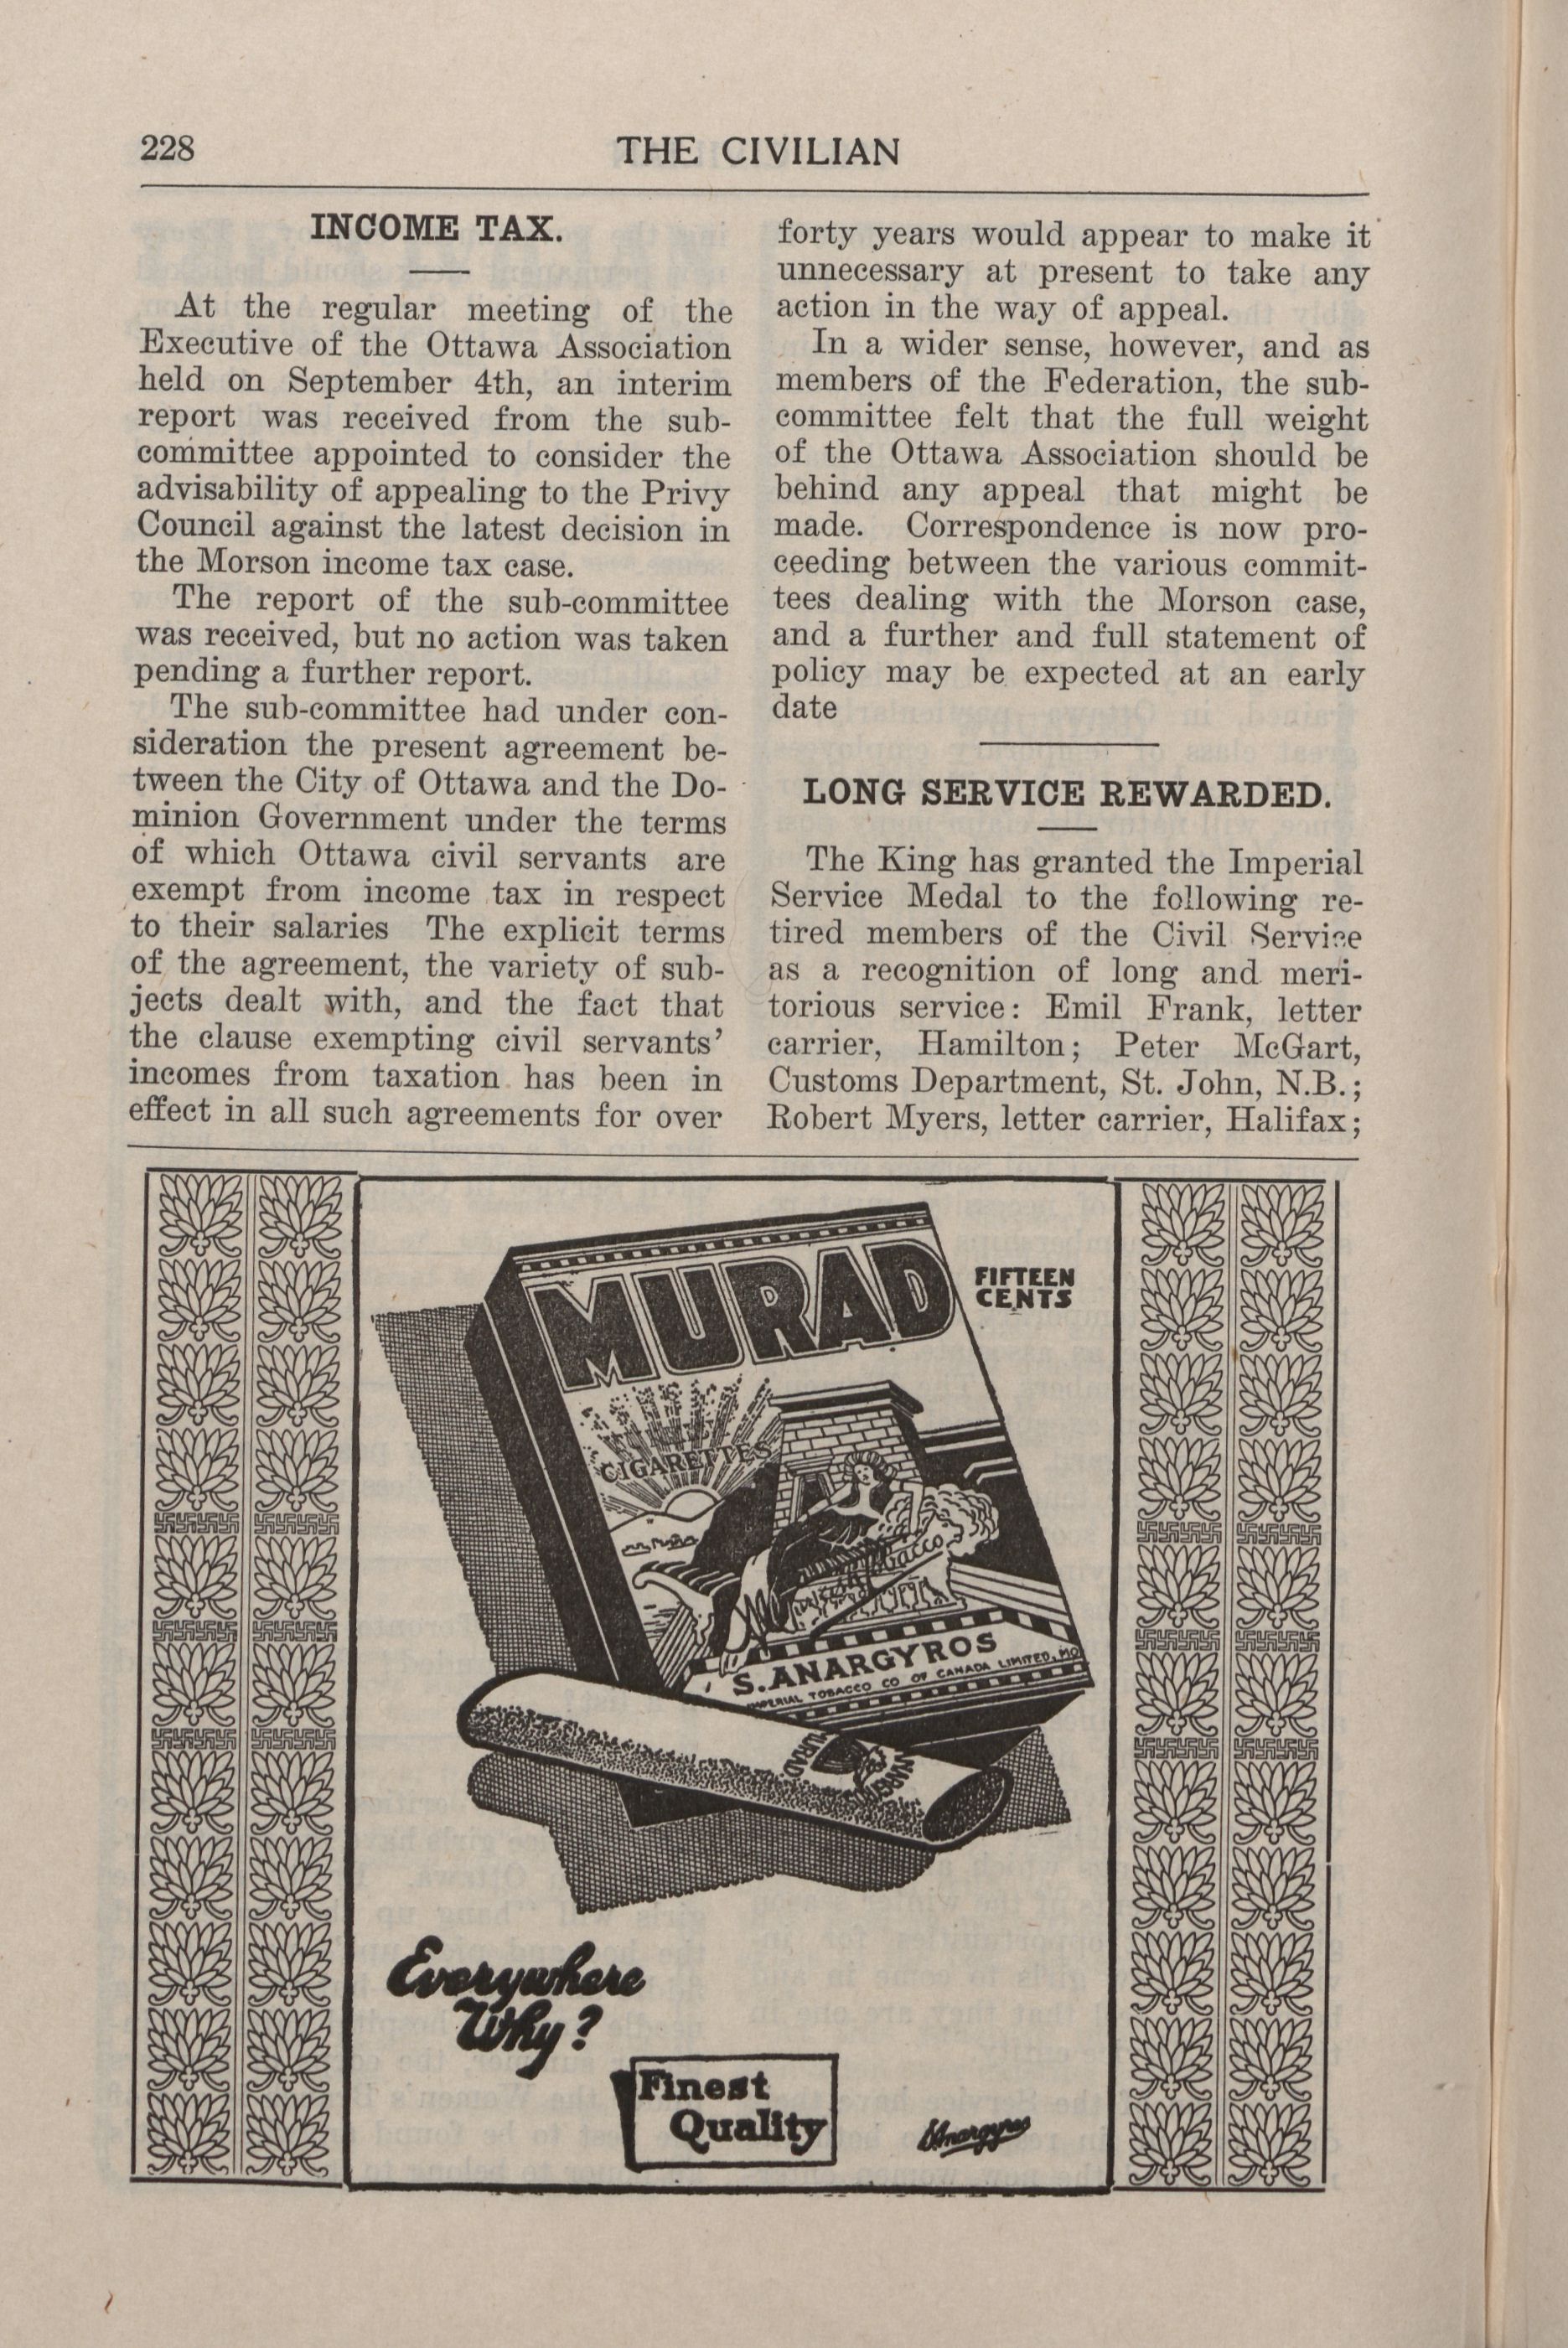 228
THE CIVILIAN
INCOME TAX.
At the regular meeting of the
Executive of the Ottawa Association
held on September 4th, an interim
report was received from the sub-
committee appointed to consider the
advisability of appealing to the Privy
Council against the latest decision in
the Morson income tax case.
The report of the sub-committee
was received, but no action was taken
pending a further report.
The sub-committee had under con-
sideration the present agreement be-
tween the City of Ottawa and the Do-
minion Government under the terms
of which Ottawa civil servants are
exempt from income tax in respect
to their salaries The explicit terms
of the agreement, the variety of sub-
jects dealt with, and the fact that
the clause exempting civil servants’
incomes from taxation has been in
effect in all such agreements for over
forty years would appear to make it
unnecessary at present to take any
action in the way of appeal.
In a wider sense, however, and as
members of the Federation, the sub-
committee felt that the full weight
of the Ottawa Association should be
behind any appeal that might be
made. Correspondence is now pro-
ceeding between the various commit-
tees dealing with the Morson case,
and a further and full statement of
policy may be expected at an early
date
LONG SERVICE REWARDED.
The King has granted the Imperial
Service Medal to the following re-
tired members of the Civil Service
as a recognition of long and meri-
torious service: Emil Frank, letter
carrier, Hamilton; Peter McGart,
Customs Department, St. John, N.B.;
Robert Myers, letter carrier, Halifax;
MURAD
FIFTEEN
CENTS
CIGARETTES
S. ANARGYROS
IMPERIAL TOBACCO CO OF CANADA LIMITED, MO
MURAD
Everywhere
Why?
Finest
Quality
SAnargyros